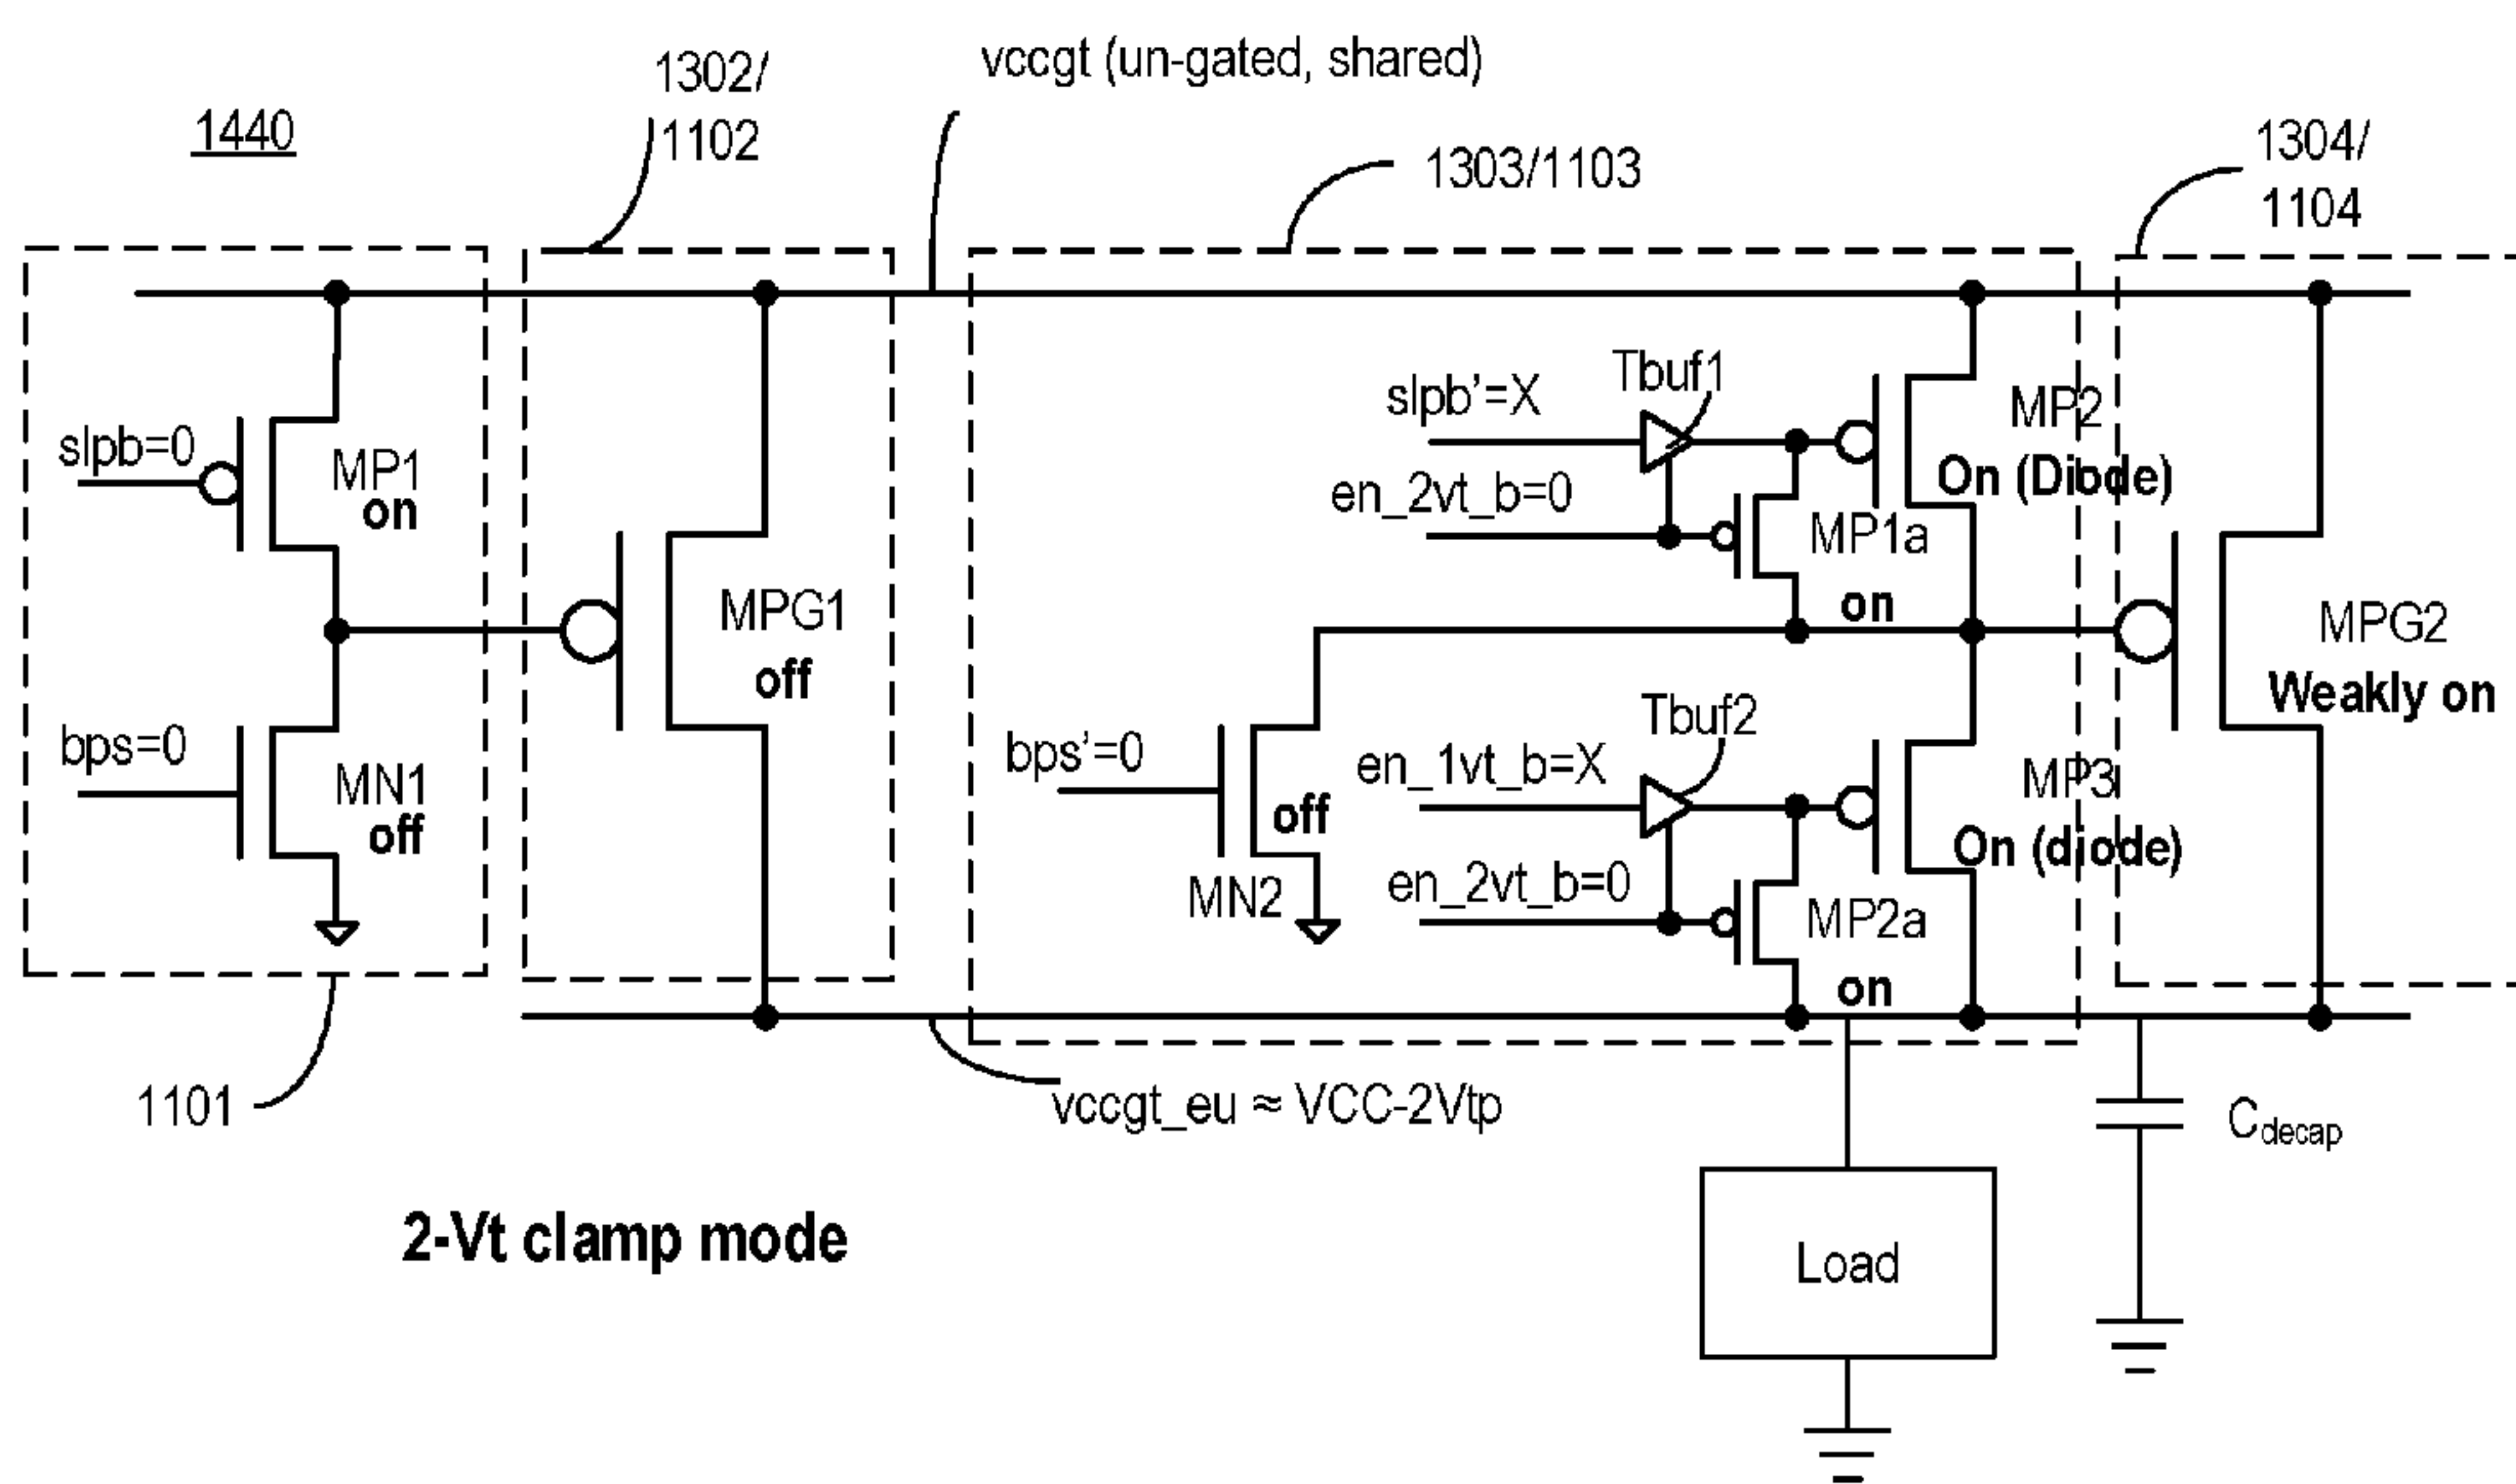 1440
1302/
1102
vccgt (un-gated, shared)
1303/1103
1304/
1104
slpb=0
MP1
on
bps=0
MN1
off
1101
MPG1
off
slpb’=X
Tbuf1
en_2vt_b=0
MP1a
on
MP2
On (Diode)
bps’=0
off
MN2
en_1vt_b=X
Tbuf2
en_2vt_b=0
MP2a
on
MP3
On (diode)
MPG2
Weakly on
vccgt_eu ≈ VCC-2Vtp
Cdecap
Load
2-Vt clamp mode